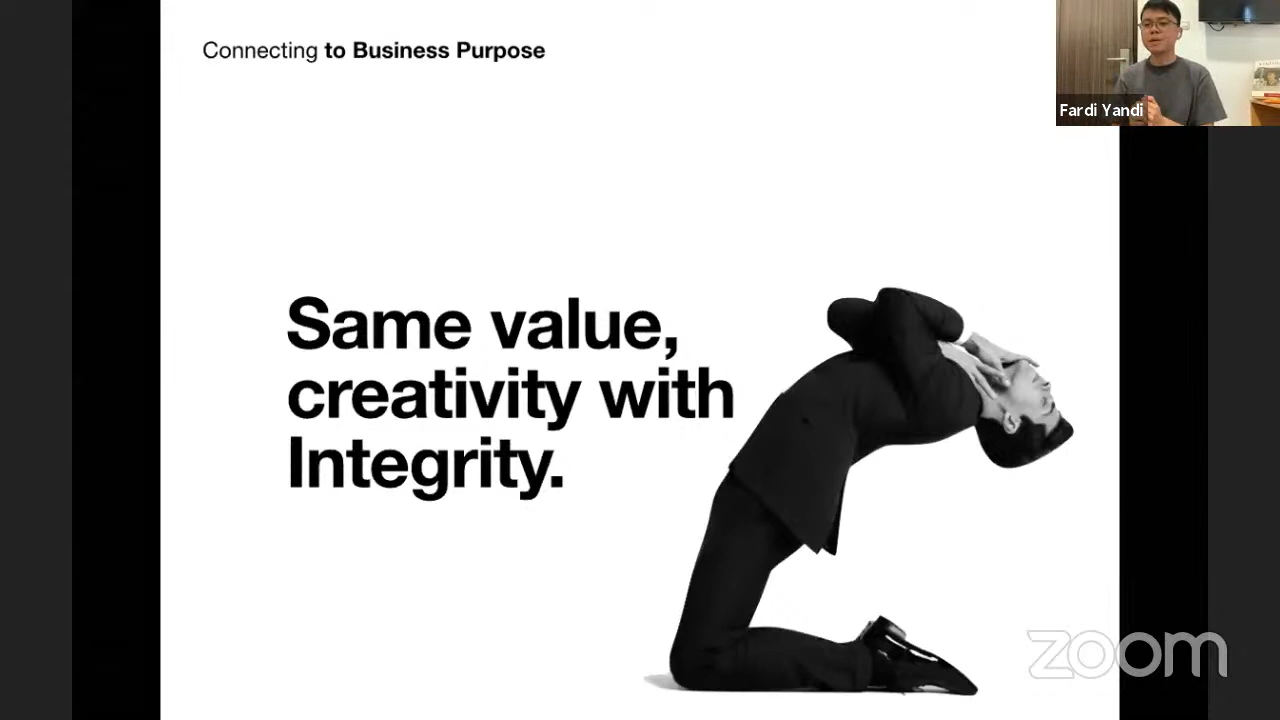 Connecting to Business Purpose
Fardi Yandi
Same value,
creativity with
Integrity.
zoom